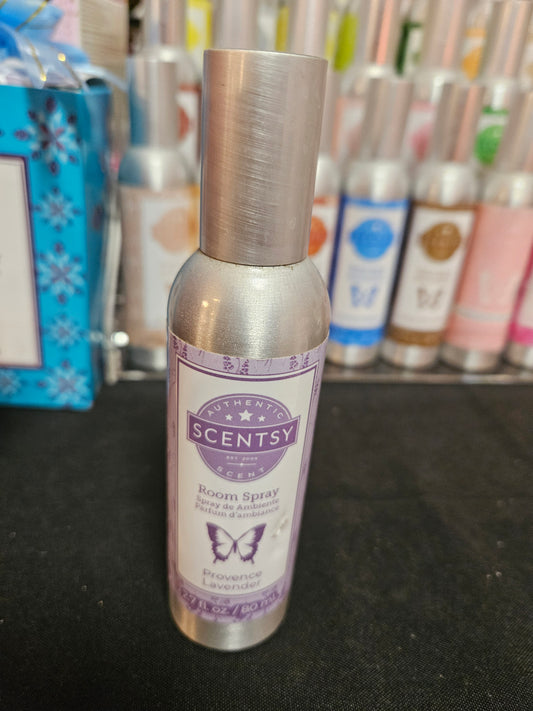 AUTHENTIC
SCENTSY
EST. 2004
SCENT
Room Spray
Spray de Ambiente
Parfum d'ambiance
Provence
Lavender
2.7 fl. oz. / 80 mL